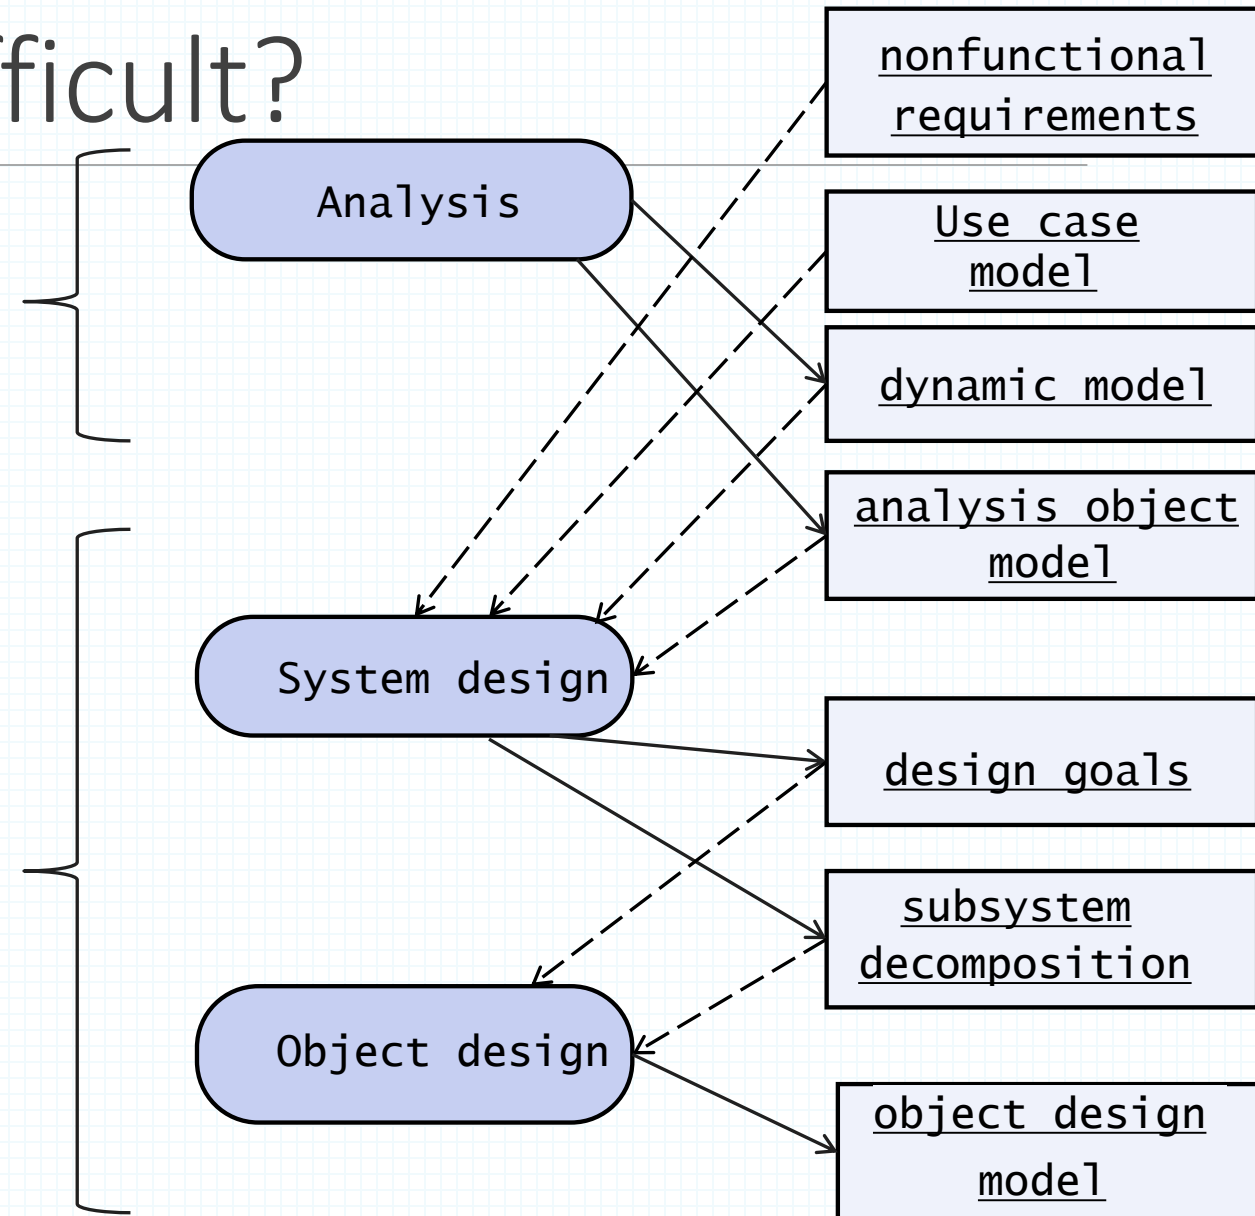 fficult?
nonfunctional
requirements
Analysis
Use case
model
dynamic model
analysis object
model
System design
design goals
subsystem
decomposition
Object design
object design
model